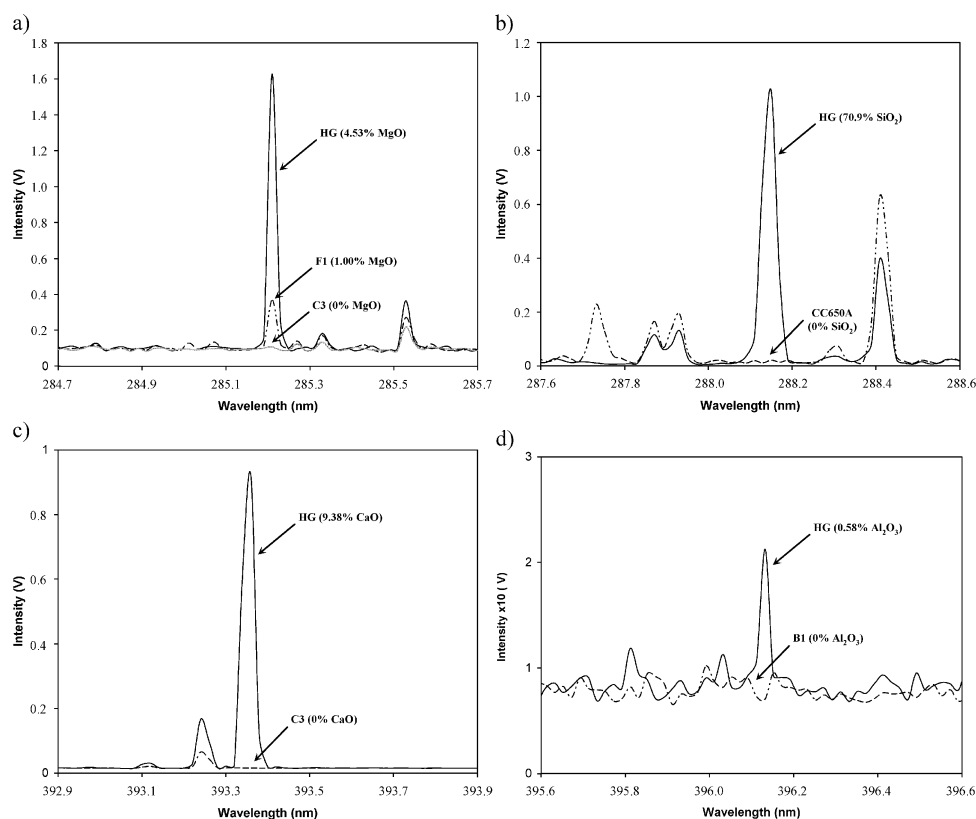 a)
1.8
1.6
1.4
1.2
1.0
0.8
0.6
0.4
0.2
0
Intensity (V)
HG (4.53% MgO)
F1 (1.00% MgO)
C3 (0% MgO)
284.7 284.9 285.1 285.3 285.5 285.7
Wavelength (nm)
b)
1.2
1.0
0.8
0.6
0.4
0.2
0
Intensity (V)
HG (70.9% SiO₂)
CC650A
(0% SiO₂)
287.6 287.8 288.0 288.2 288.4 288.6
Wavelength (nm)
c)
1
0.8
0.6
0.4
0.2
0
Intensity (V)
HG (9.38% CaO)
C3 (0% CaO)
392.9 393.1 393.3 393.5 393.7 393.9
Wavelength (nm)
d)
3
2
1
0
Intensity x10 ( V)
HG (0.58% Al₂O₃)
B1 (0% Al₂O₃)
395.6 395.8 396.0 396.2 396.4 396.6
Wavelength (nm)